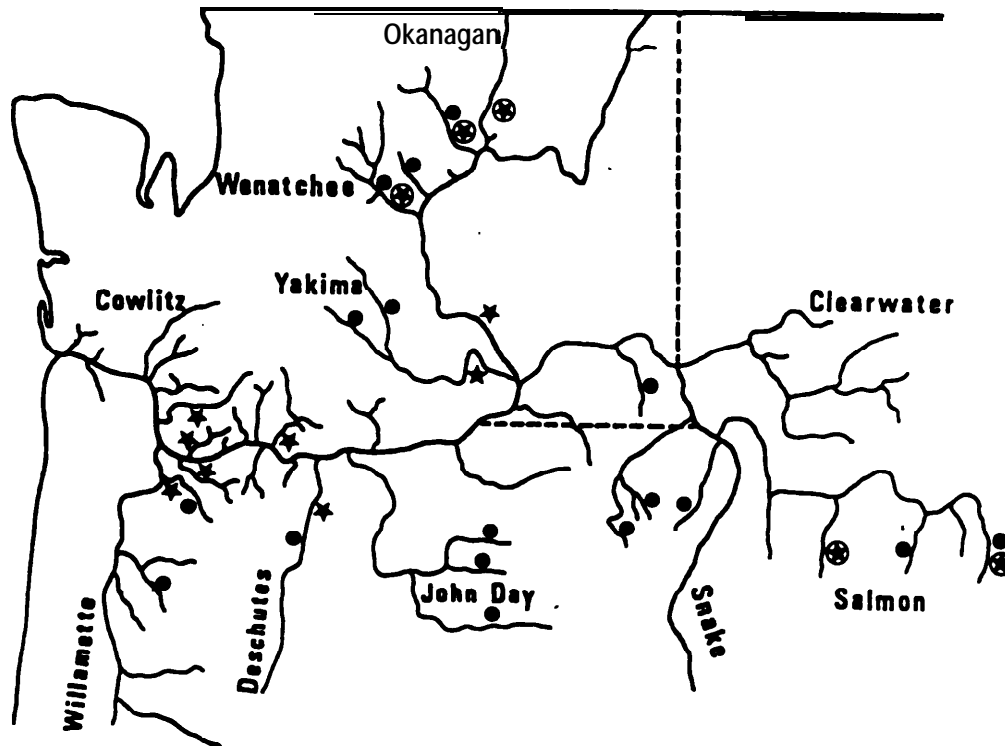 Okanagan
Wenatchee
Yakima
Cowlitz
Clearwater
John Day
Salmon
Snake
Deschutes
Willamette